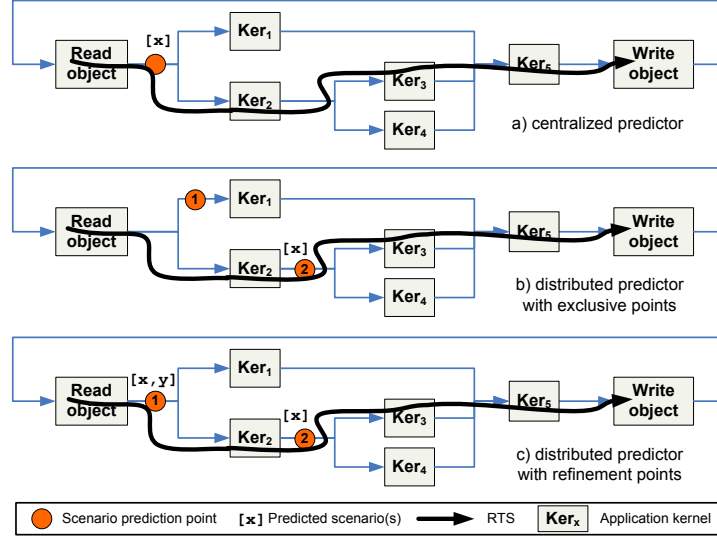 [x]
Read
object
Ker1
Ker2
Ker3
Ker4
Ker5
Write
object
a) centralized predictor
Read
object
1
Ker1
Ker2
[x]
2
Ker3
Ker4
Ker5
Write
object
b) distributed predictor
with exclusive points
[x,y]
Read
object
1
Ker1
Ker2
[x]
2
Ker3
Ker4
Ker5
Write
object
c) distributed predictor
with refinement points
Scenario prediction point [x] Predicted scenario(s) RTS Kerx Application kernel